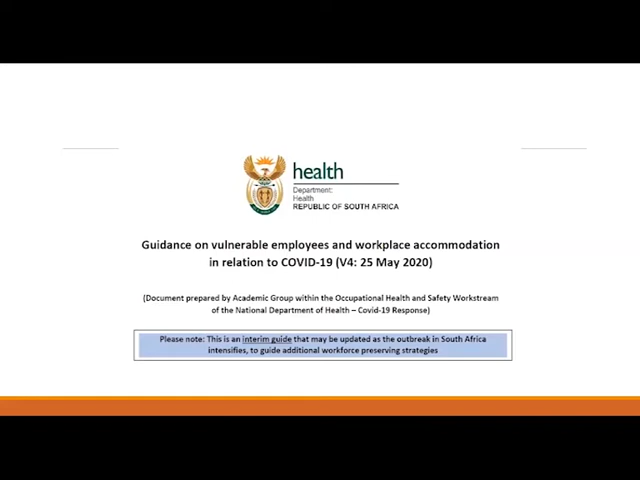 health
Department:
Health
REPUBLIC OF SOUTH AFRICA
Guidance on vulnerable employees and workplace accommodation
in relation to COVID-19 (V4: 25 May 2020)
(Document prepared by Academic Group within the Occupational Health and Safety Workstream
of the National Department of Health – Covid-19 Response)
Please note: This is an interim guide that may be updated as the outbreak in South Africa
intensifies, to guide additional workforce preserving strategies